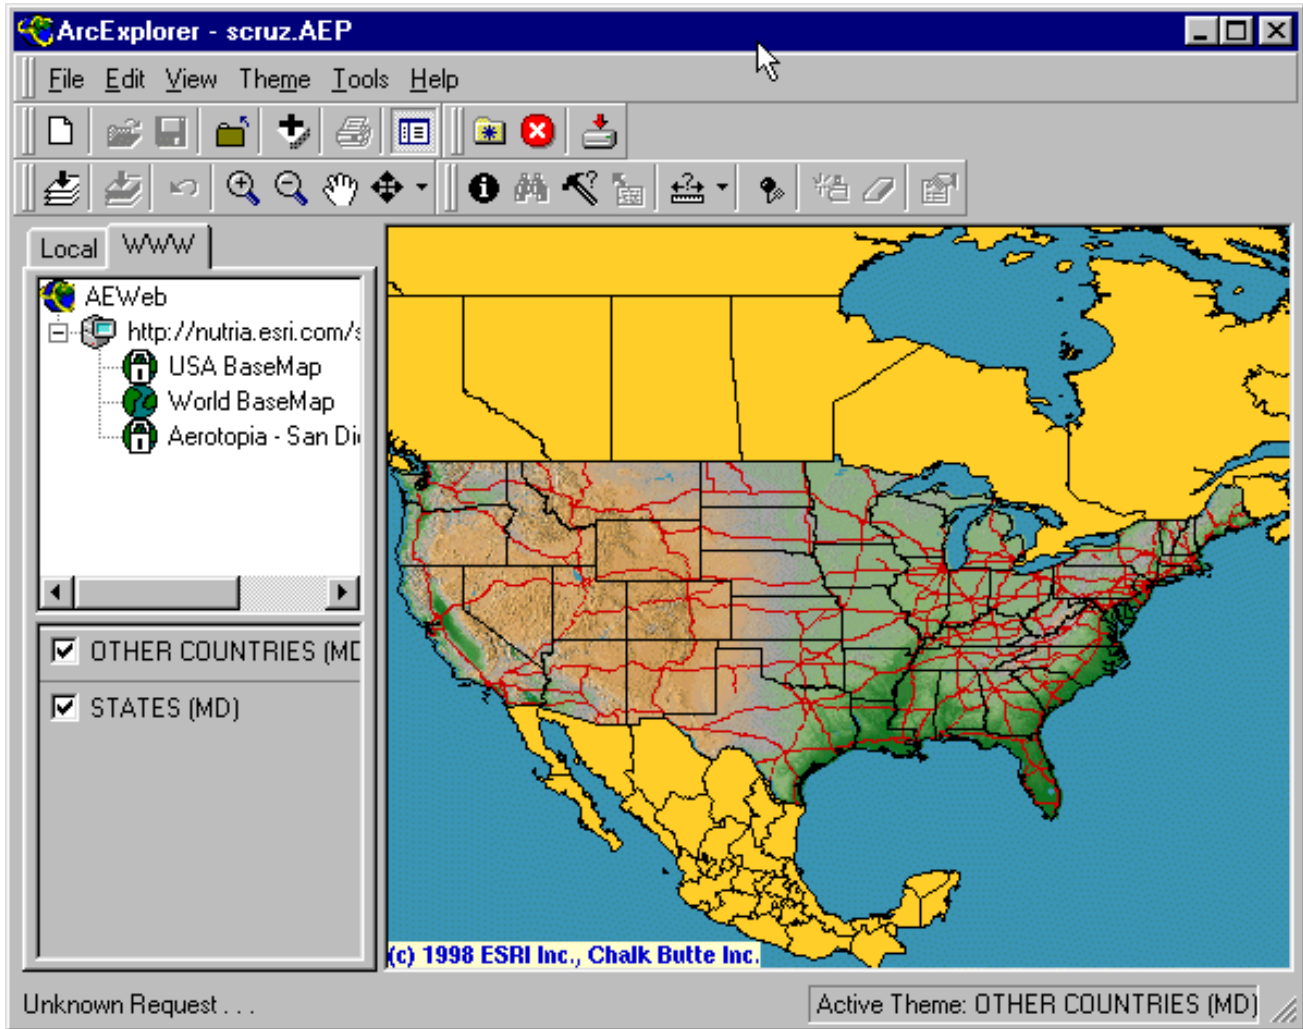 ArcExplorer - scruz.AEP
File Edit View Theme Tools Help
Local WWW
AEWeb
http://nutria.esri.com/s
USA BaseMap
World BaseMap
Aerotopia - San Di
OTHER COUNTRIES (MD
STATES (MD)
(c) 1998 ESRI Inc., Chalk Butte Inc.
Unknown Request . . .
Active Theme: OTHER COUNTRIES (MD)